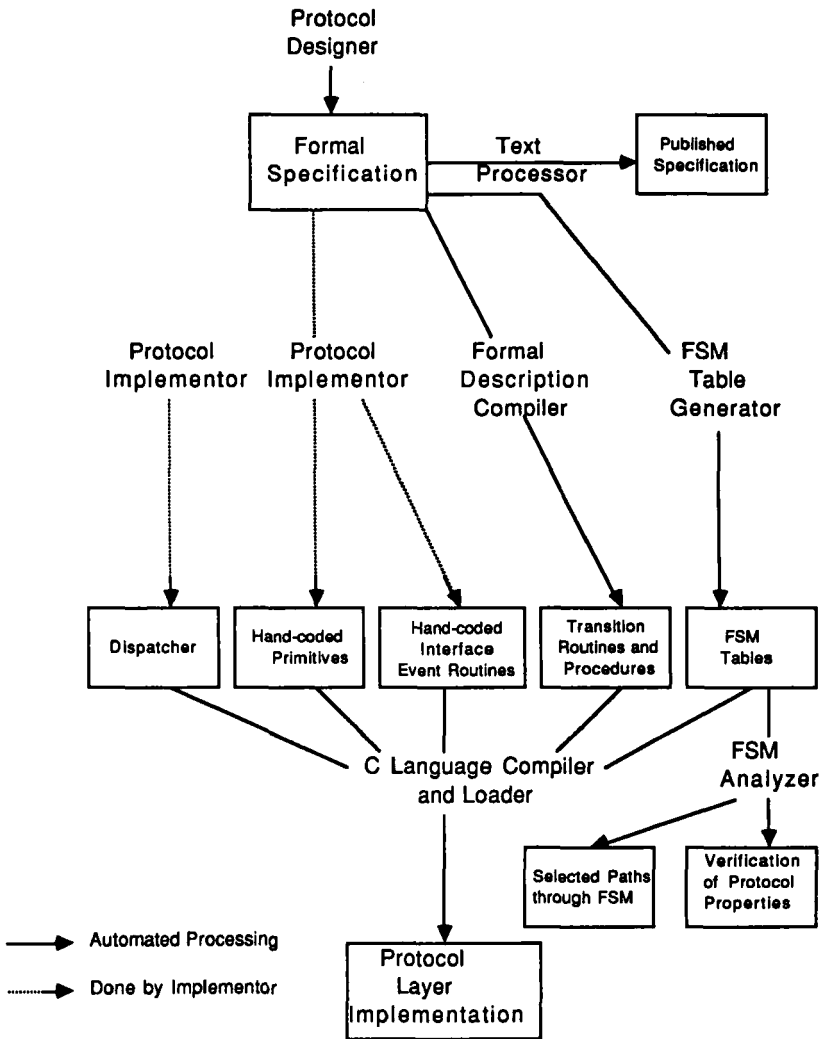 Protocol
Designer
Formal
Specification
Text
Processor
Published
Specification
Protocol
Implementor
Protocol
Implementor
Formal
Description
Compiler
FSM
Table
Generator
Dispatcher
Hand-coded
Primitives
Hand-coded
Interface
Event Routines
Transition
Routines and
Procedures
FSM
Tables
C Language Compiler
and Loader
FSM
Analyzer
Selected Paths
through FSM
Verification
of Protocol
Properties
Automated Processing
Done by Implementor
Protocol
Layer
Implementation